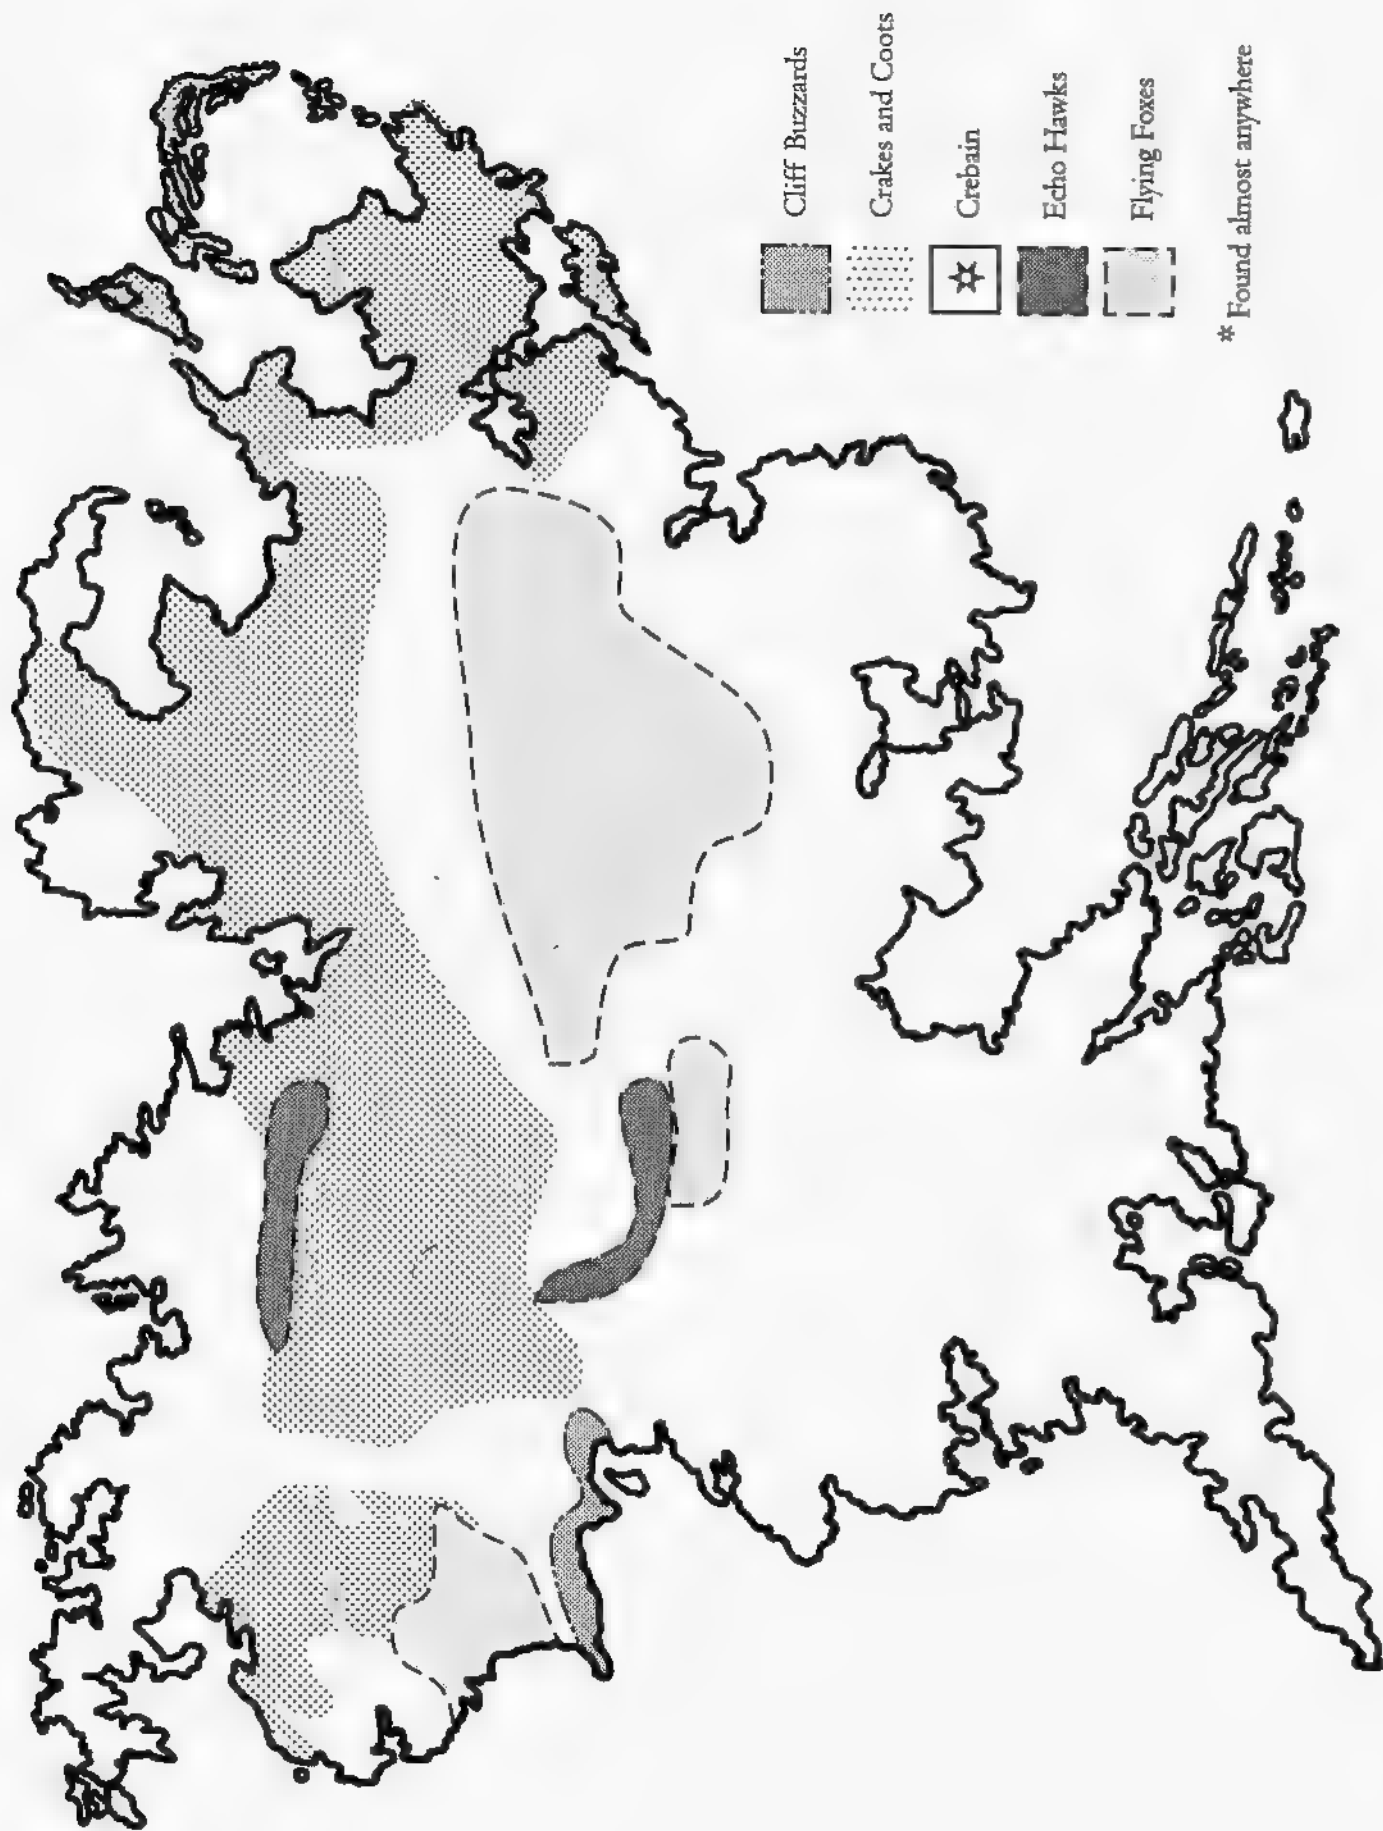 Cliff Buzzards
Crakes and Coots
Crebain
Echo Hawks
Flying Foxes
* Found almost anywhere